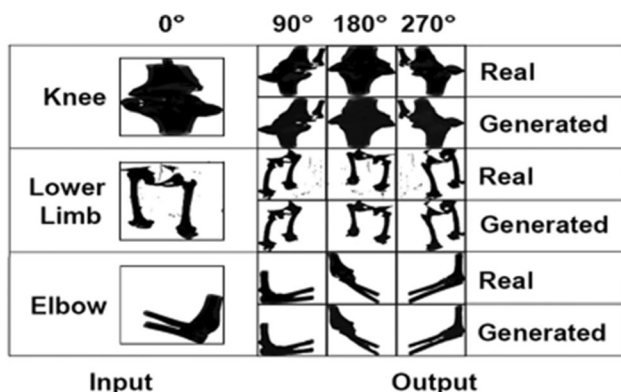 0° 90° 180° 270°
Knee
Real
Generated
Lower
Limb
Real
Generated
Elbow
Real
Generated
Input Output